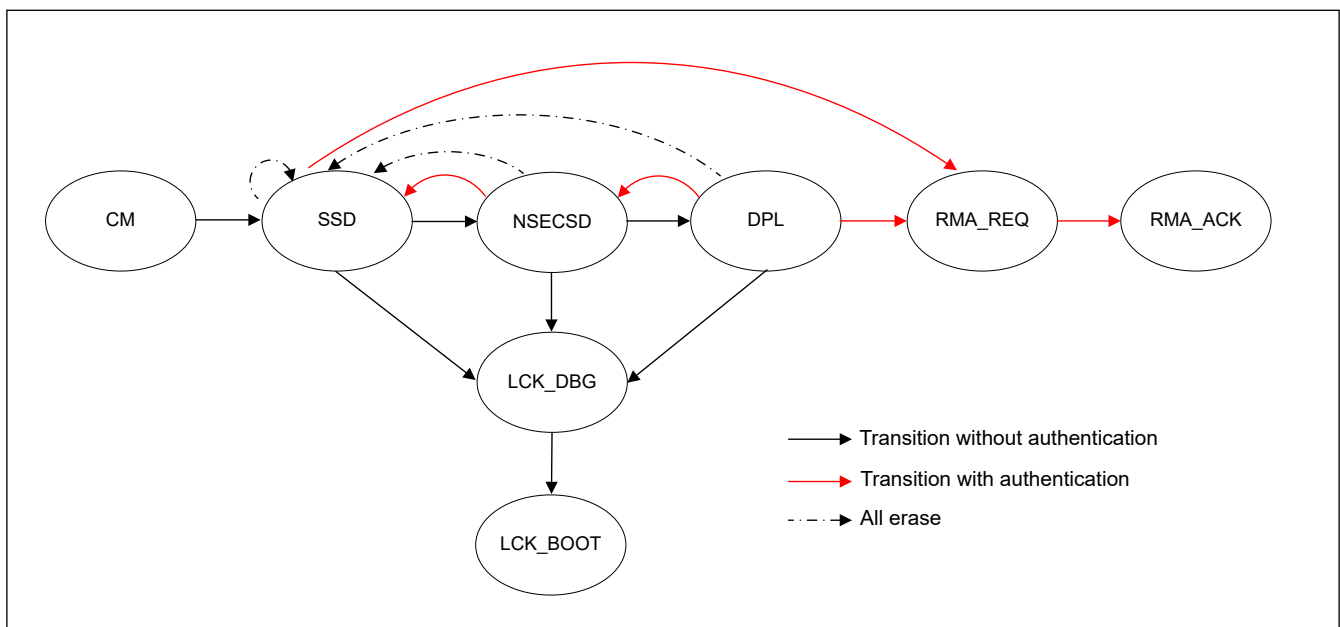 CM
SSD
NSECSD
DPL
RMA_REQ
RMA_ACK
LCK_DBG
LCK_BOOT
Transition without authentication
Transition with authentication
All erase